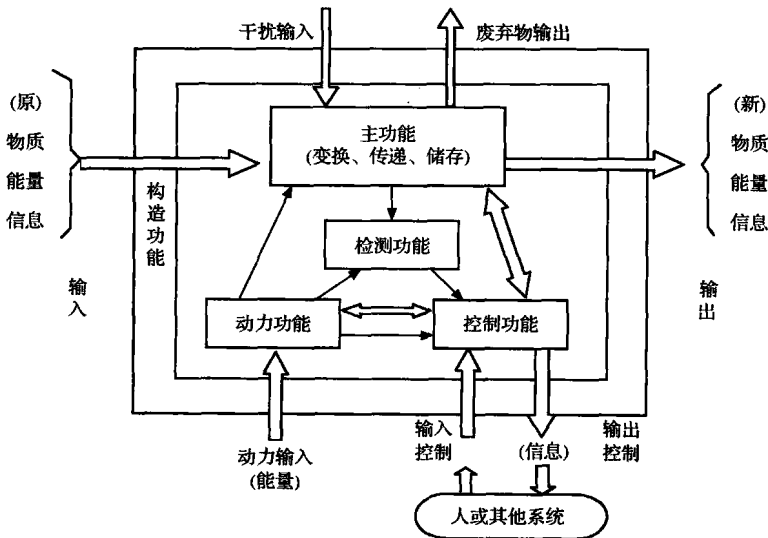 干扰输入
废弃物输出
(原)
物质
能量
信息
输入
构造功能
主功能
(变换、传递、储存)
检测功能
动力功能
控制功能
(新)
物质
能量
信息
输出
动力输入
(能量)
输入
控制
(信息)
输出
控制
人或其他系统